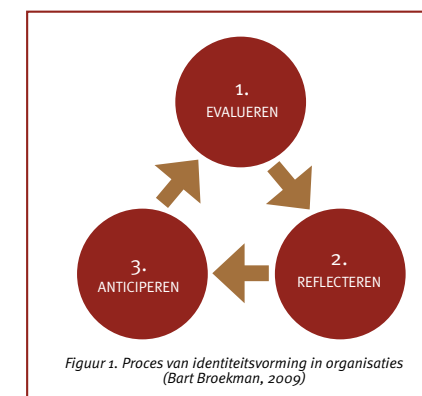 1.
EVALUEREN
2.
REFLECTEREN
3.
ANTICIPEREN
Figuur 1. Proces van identiteitsvorming in organisaties
(Bart Broekman, 2009)